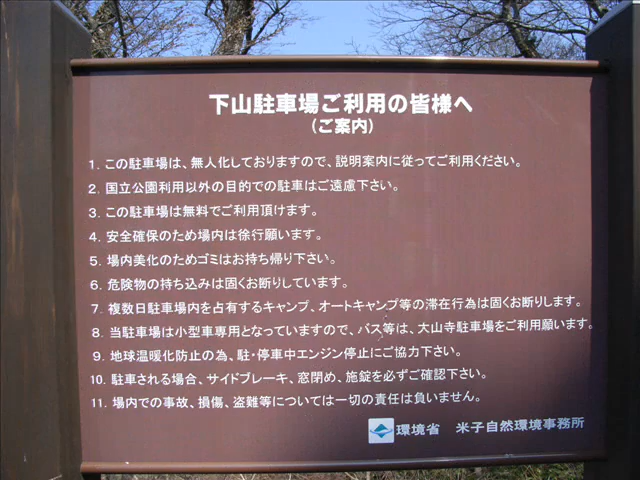 下山駐車場ご利用の皆様へ
(ご案内)
1. この駐車場は、無人化しておりますので、説明案内に従ってご利用ください。
2. 国立公園利用以外の目的での駐車はご遠慮下さい。
3. この駐車場は無料でご利用頂けます。
4. 安全確保のため場内は徐行願います。
5. 場内美化のためゴミはお持ち帰り下さい。
6. 危険物の持ち込みは固くお断りしています。
7. 複数日駐車場内を占有するキャンプ、オートキャンプ等の滞在行為は固くお断りします。
8. 当駐車場は小型車専用となっていますので、バス等は、大山寺駐車場をご利用願います。
9. 地球温暖化防止の為、駐・停車中エンジン停止にご協力下さい。
10. 駐車される場合、サイドブレーキ、窓閉め、施錠を必ずご確認下さい。
11. 場内での事故、損傷、盗難等については一切の責任は負いません。
環境省 米子自然環境事務所